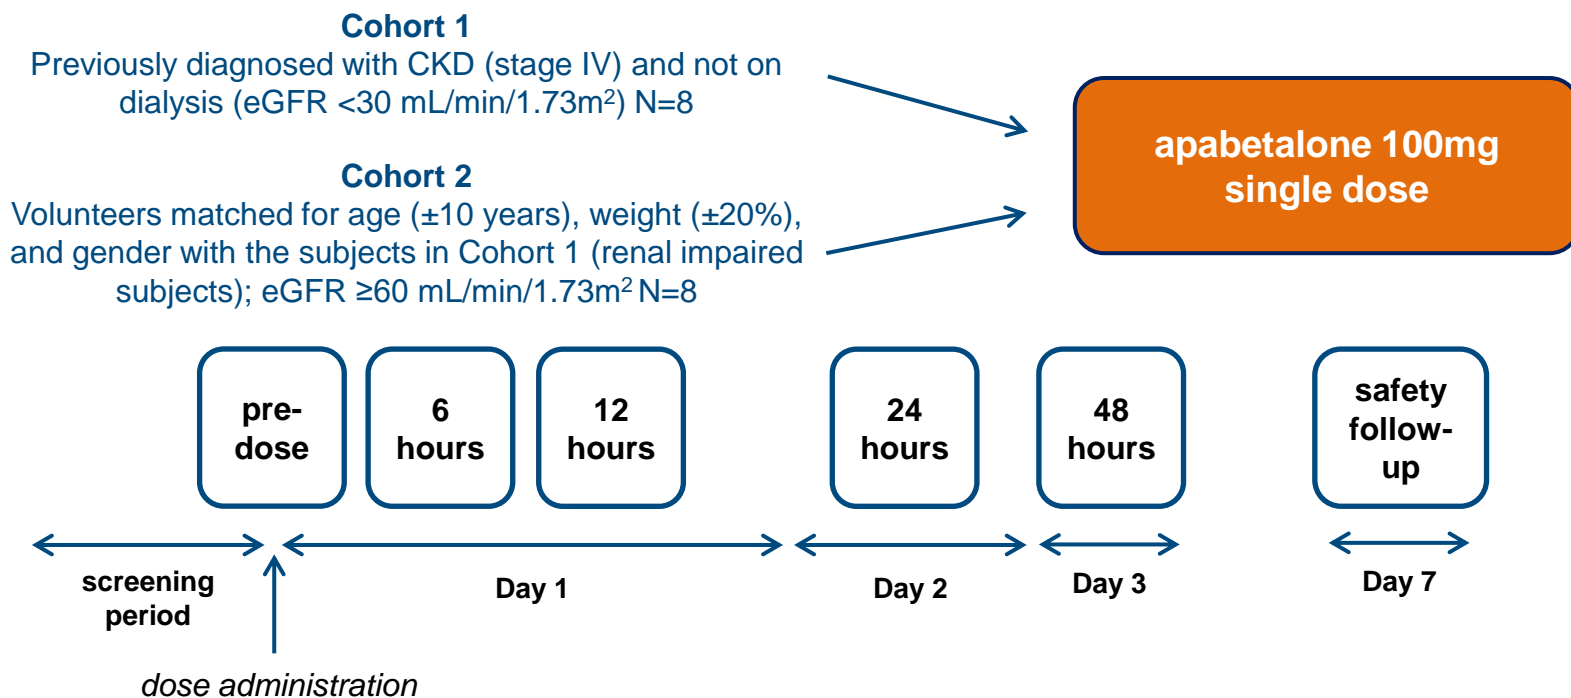 Cohort 1
Previously diagnosed with CKD (stage IV) and not on
dialysis (eGFR <30 mL/min/1.73m²) N=8
Cohort 2
Volunteers matched for age (±10 years), weight (±20%),
and gender with the subjects in Cohort 1 (renal impaired
subjects); eGFR ≥60 mL/min/1.73m² N=8
apabetalone 100mg
single dose
pre-
dose
6
hours
12
hours
24
hours
48
hours
safety
follow-
up
screening
period
Day 1
Day 2
Day 3
Day 7
dose administration